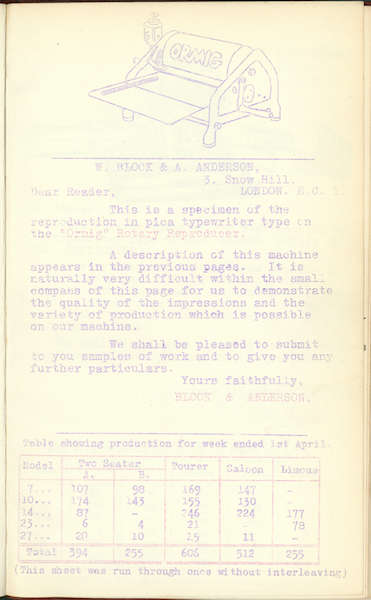 ORMIG
W. BLOCK & A. ANDERSON,
3. Snow Hill.
Dear Reader, LONDON. E.C. 1.
This is a specimen of the
reproduction in pica typewriter type on
the "Ormig" Rotary Reproducer.
A description of this machine
appears in the previous pages. It is
naturally very difficult within the small
compass of this page for us to demonstrate
the quality of the impressions and the
variety of production which is possible
on our machine.
We shall be pleased to submit
to you samples of work and to give you any
further particulars.
Yours faithfully,
BLOCK & ANDERSON.
Table showing production for week ended 1st April.
Model Two Seater Tourer Saloon Limous
A. B.
7... 107 98 169 147 -
10... 174 143 155 130 -
14... 87 - 246 224 177
23... 6 4 21 - 78
27... 20 10 15 11 -
Total 394 255 606 512 255
(This sheet was run through once without interleaving)